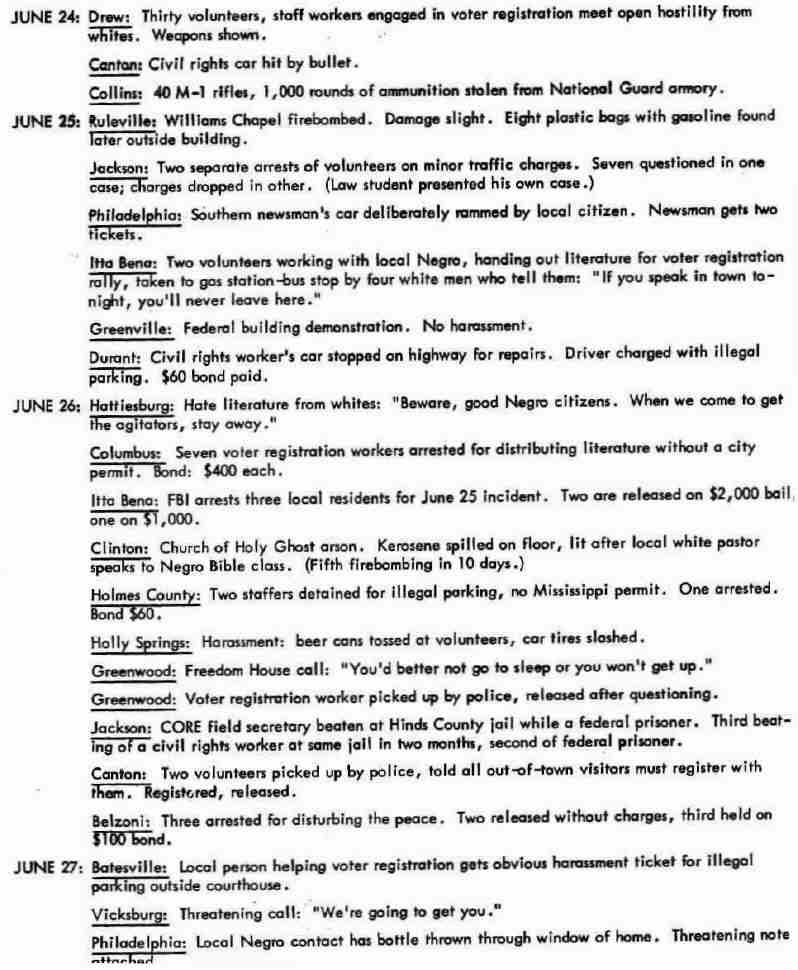 JUNE 24: Drew: Thirty volunteers, staff workers engaged in voter registration meet open hostility from
whites. Weapons shown.
Canton: Civil rights car hit by bullet.
Collins: 40 M-1 rifles, 1,000 rounds of ammunition stolen from National Guard armory.
JUNE 25: Ruleville: Williams Chapel firebombed. Damage slight. Eight plastic bags with gasoline found
later outside building.
Jackson: Two separate arrests of volunteers on minor traffic charges. Seven questioned in one
case; charges dropped in other. (Law student presented his own case.)
Philadelphia: Southern newsman's car deliberately rammed by local citizen. Newsman gets two
tickets.
Itta Bena: Two volunteers working with local Negro, handing out literature for voter registration
rally, taken to gas station-bus stop by four white men who tell them: "If you speak in town to-
night, you'll never leave here."
Greenville: Federal building demonstration. No harassment.
Durant: Civil rights worker's car stopped on highway for repairs. Driver charged with illegal
parking. $60 bond paid.
JUNE 26: Hattiesburg: Hate literature from whites: "Beware, good Negro citizens. When we come to get
the agitators, stay away."
Columbus: Seven voter registration workers arrested for distributing literature without a city
permit. Bond: $400 each.
Itta Bena: FBI arrests three local residents for June 25 incident. Two are released on $2,000 bail,
one on $1,000.
Clinton: Church of Holy Ghost arson. Kerosene spilled on floor, lit after local white pastor
speaks to Negro Bible class. (Fifth firebombing in 10 days.)
Holmes County: Two staffers detained for illegal parking, no Mississippi permit. One arrested.
Bond $60.
Holly Springs: Harassment: beer cans tossed at volunteers, car tires slashed.
Greenwood: Freedom House call: "You'd better not go to sleep or you won't get up."
Greenwood: Voter registration worker picked up by police, released after questioning.
Jackson: CORE field secretary beaten at Hinds County jail while a federal prisoner. Third beat-
ing of a civil rights worker at same jail in two months, second of federal prisoner.
Canton: Two volunteers picked up by police, told all out-of-town visitors must register with
them. Registered, released.
Belzoni: Three arrested for disturbing the peace. Two released without charges, third held on
$100 bond.
JUNE 27: Batesville: Local person helping voter registration gets obvious harassment ticket for illegal
parking outside courthouse.
Vicksburg: Threatening call: "We're going to get you."
Philadelphia: Local Negro contact has bottle thrown through window of home. Threatening note
attached